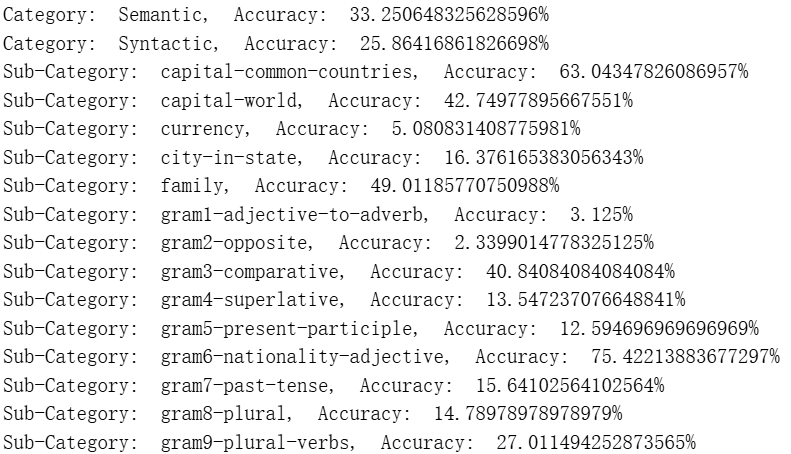 Category: Semantic, Accuracy: 33.250648325628596%
Category: Syntactic, Accuracy: 25.86416861826698%
Sub-Category: capital-common-countries, Accuracy: 63.04347826086957%
Sub-Category: capital-world, Accuracy: 42.74977895667551%
Sub-Category: currency, Accuracy: 5.080831408775981%
Sub-Category: city-in-state, Accuracy: 16.376165383056343%
Sub-Category: family, Accuracy: 49.01185770750988%
Sub-Category: gram1-adjective-to-adverb, Accuracy: 3.125%
Sub-Category: gram2-opposite, Accuracy: 2.3399014778325125%
Sub-Category: gram3-comparative, Accuracy: 40.84084084084084%
Sub-Category: gram4-superlative, Accuracy: 13.547237076648841%
Sub-Category: gram5-present-participle, Accuracy: 12.594696969696969%
Sub-Category: gram6-nationality-adjective, Accuracy: 75.42213883677297%
Sub-Category: gram7-past-tense, Accuracy: 15.64102564102564%
Sub-Category: gram8-plural, Accuracy: 14.78978978978979%
Sub-Category: gram9-plural-verbs, Accuracy: 27.011494252873565%